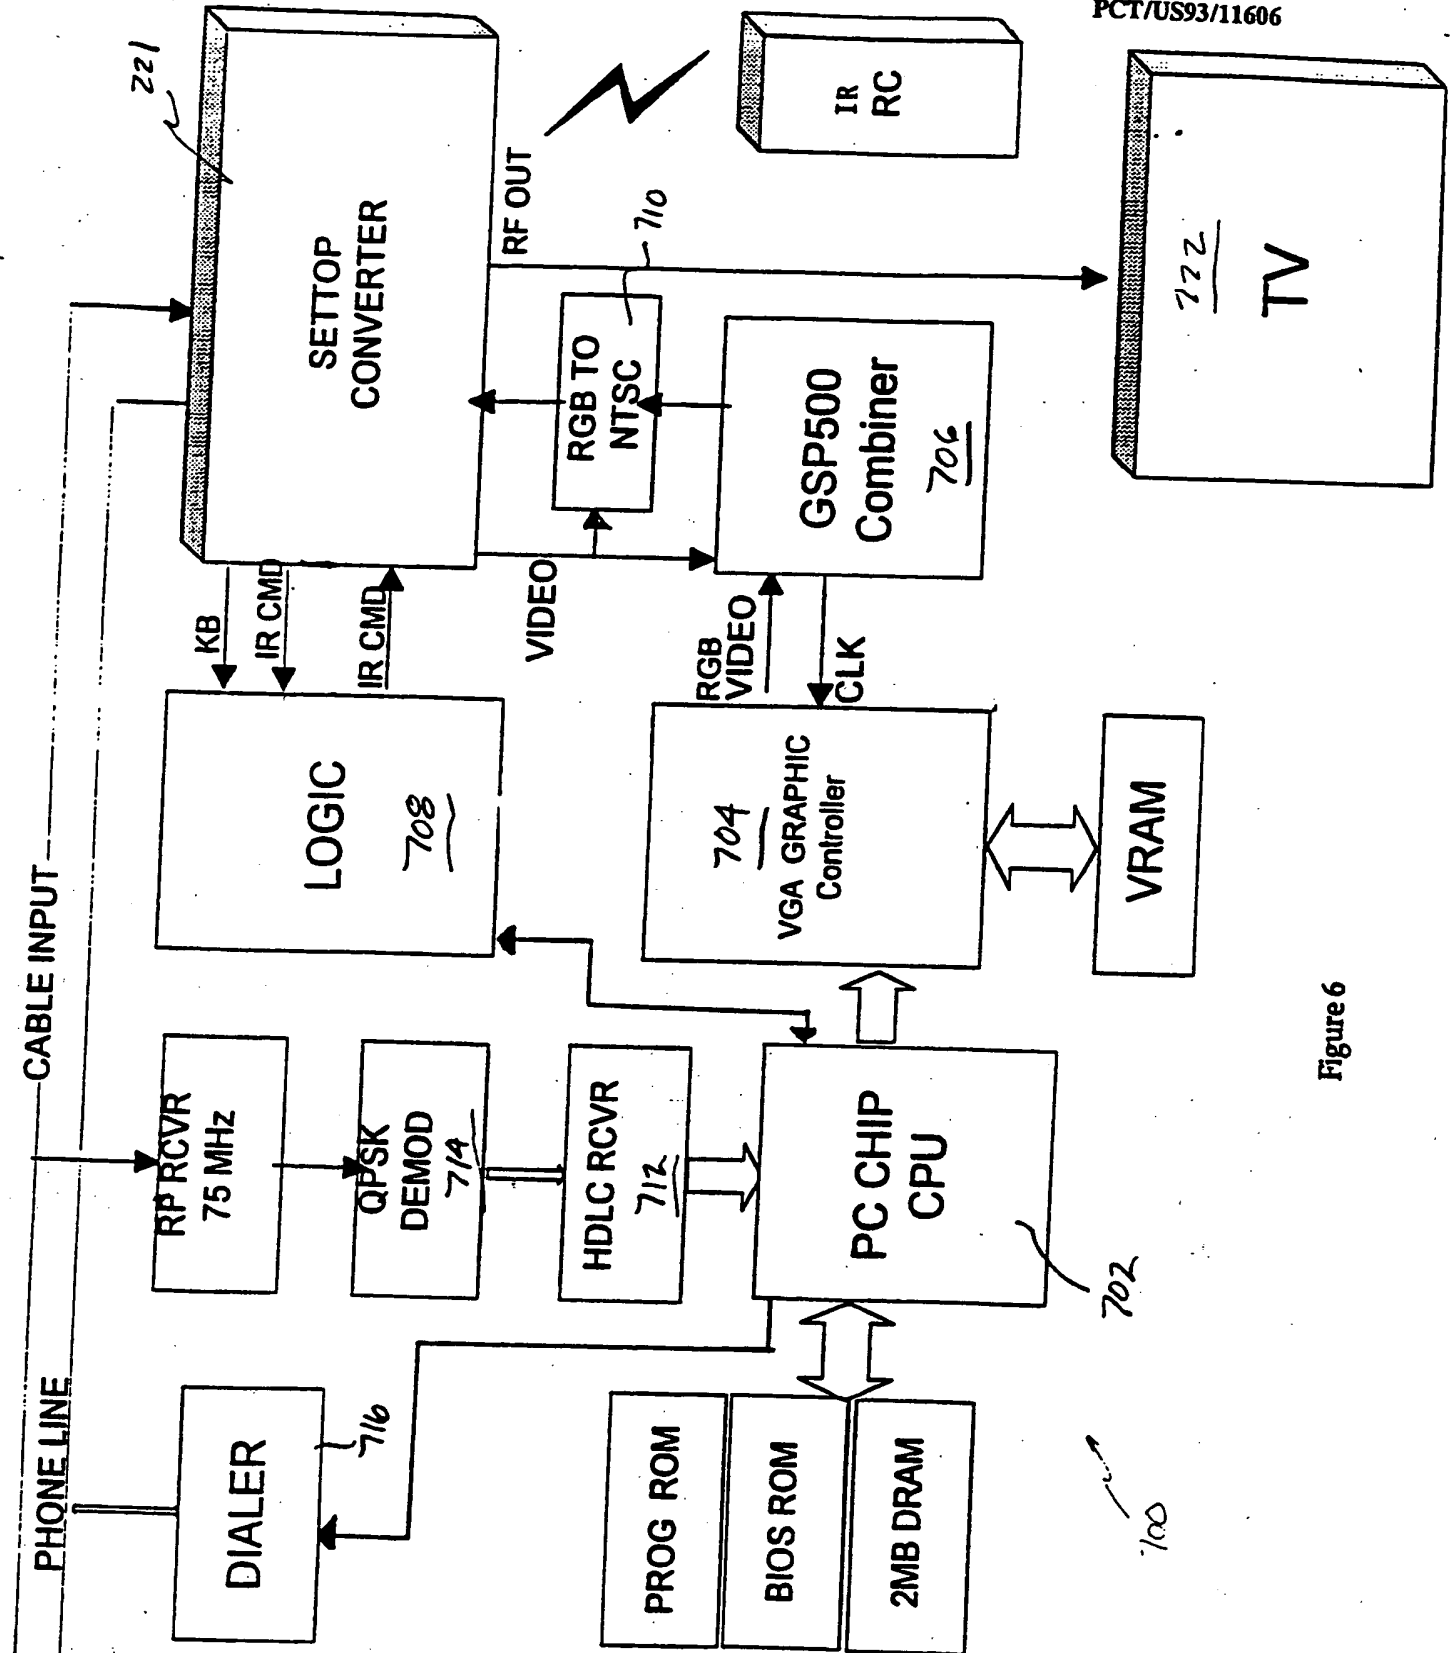 PCT/US93/11606
PHONE LINE
CABLE INPUT
DIALER
716
RP RCVR
75 MHz
QPSK
DEMOD
714
HDLC RCVR
712
PC CHIP
CPU
702
PROG ROM
BIOS ROM
2MB DRAM
700
LOGIC
708
KB
IR CMD
IR CMD
SETTOP
CONVERTER
221
VIDEO
RGB TO
NTSC
710
RF OUT
IR
RC
VGA GRAPHIC
Controller
704
RGB
VIDEO
CLK
GSP500
Combiner
706
VRAM
222
TV
Figure 6